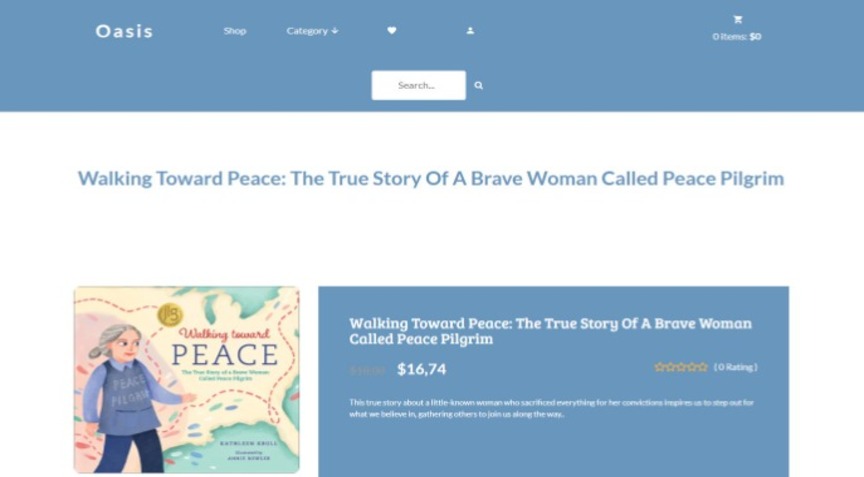 Oasis
Shop
Category ↓
0 items: $0
Search...
Walking Toward Peace: The True Story Of A Brave Woman Called Peace Pilgrim
Walking toward
PEACE
The True Story of a Brave Woman
Called Peace Pilgrim
PEACE
PILGRIM
KATHLEEN KRULL
Illustrated by
ANNIE BOWLER
Walking Toward Peace: The True Story Of A Brave Woman
Called Peace Pilgrim
$16,74
( 0 Rating )
This true story about a little-known woman who sacrificed everything for her convictions inspires us to step out for
what we believe in, gathering others to join us along the way..